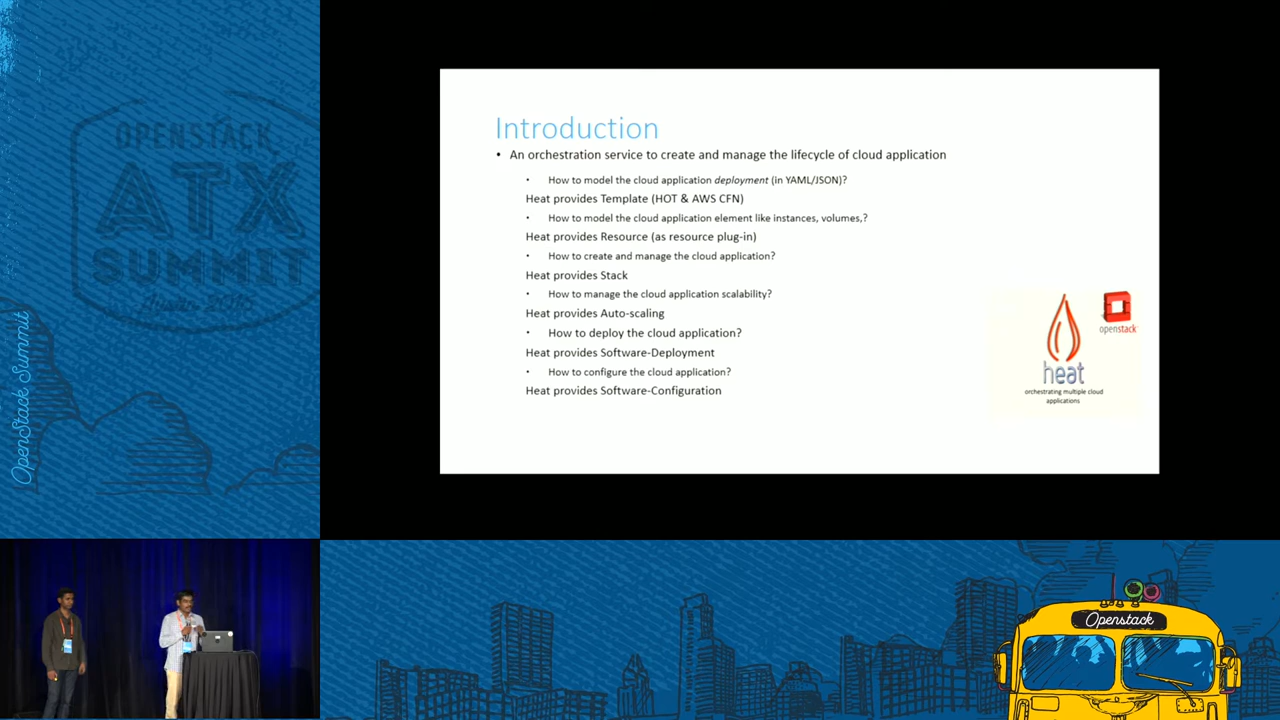 OPENSTACK
ATX
SUMMIT
Austin
OpenStack Summit
Introduction
• An orchestration service to create and manage the lifecycle of cloud application
• How to model the cloud application deployment (in YAML/JSON)?
Heat provides Template (HOT & AWS CFN)
• How to model the cloud application element like instances, volumes,?
Heat provides Resource (as resource plug-in)
• How to create and manage the cloud application?
Heat provides Stack
• How to manage the cloud application scalability?
Heat provides Auto-scaling
• How to deploy the cloud application?
Heat provides Software-Deployment
• How to configure the cloud application?
Heat provides Software-Configuration
openstack
heat
orchestrating multiple cloud
applications
Openstack